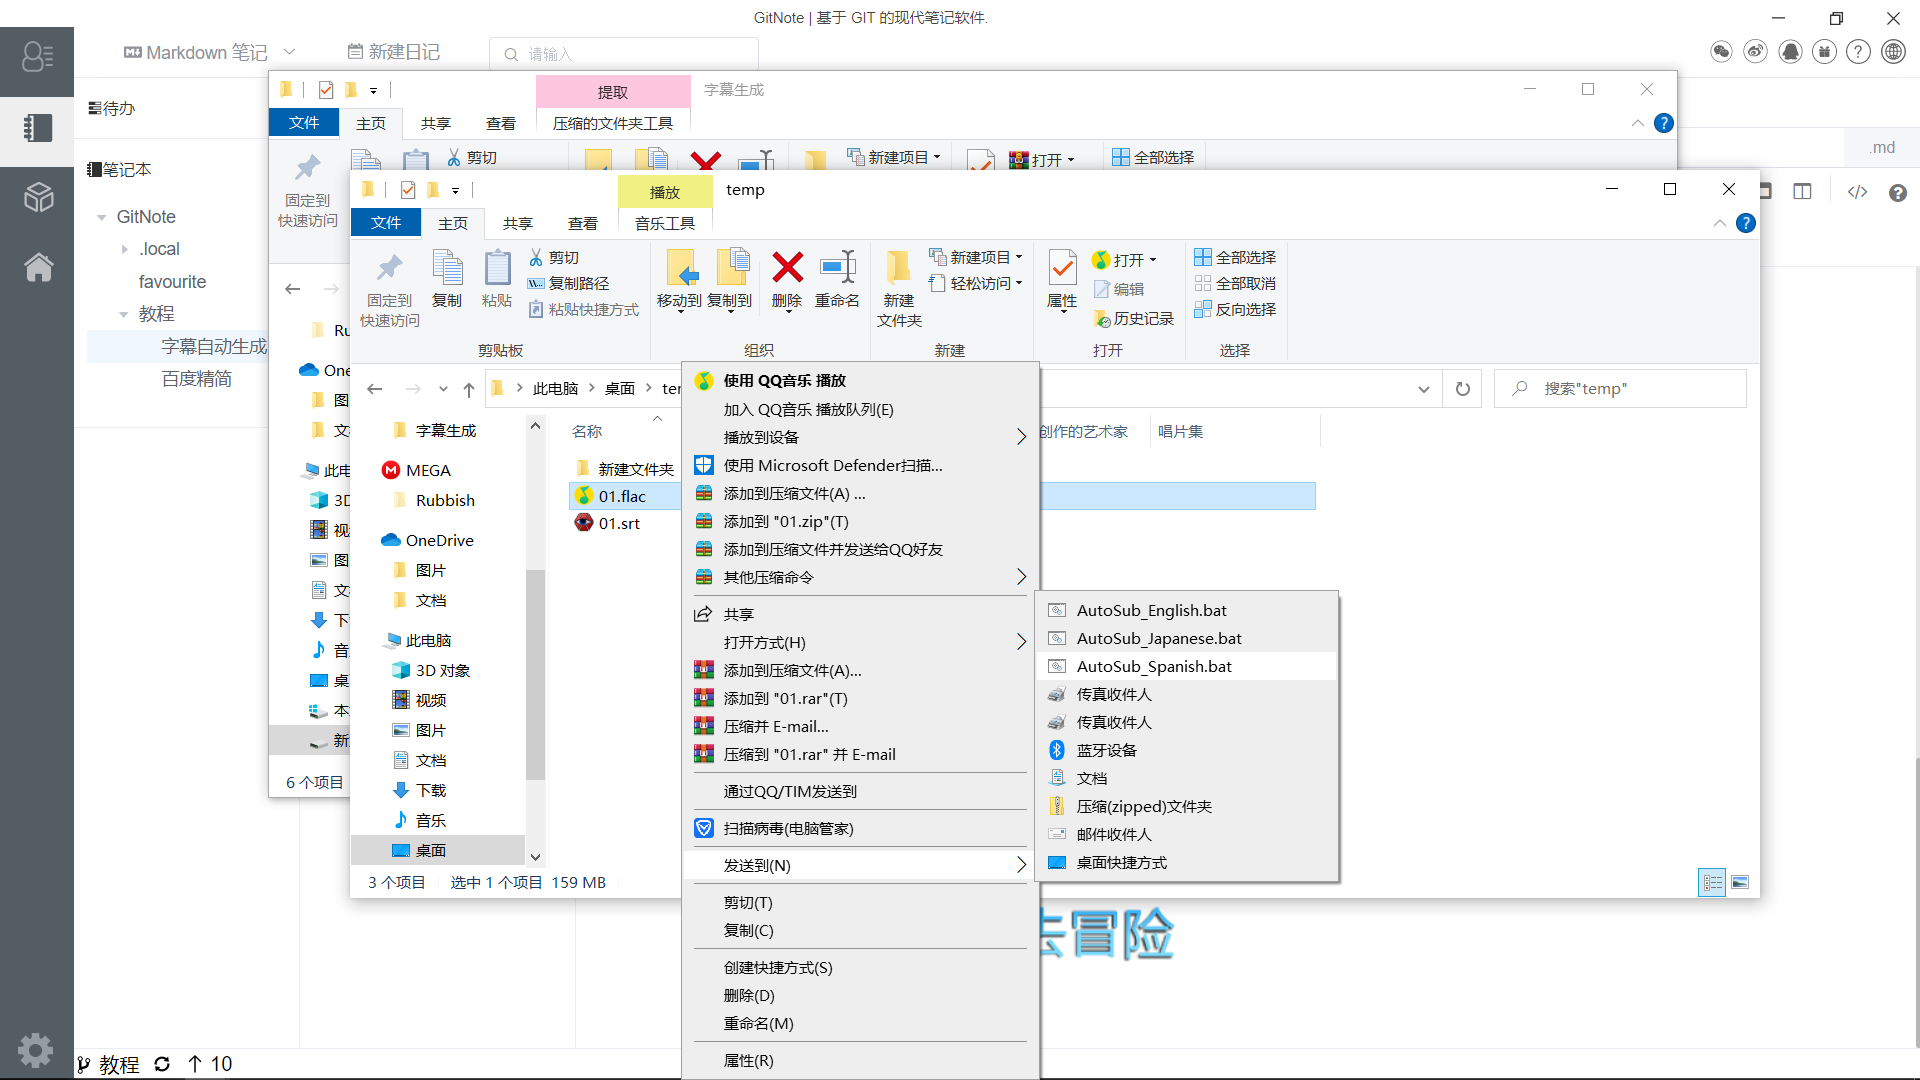 GitNote | 基于 GIT 的现代笔记软件.
Markdown 笔记
新建日记
请输入
待办
笔记本
GitNote
.local
favourite
教程
字幕自动生成
百度精简
教程 10
.md
提取
字幕生成
文件
主页
共享
查看
压缩的文件夹工具
固定到
快速访问
剪切
新建项目
打开
全部选择
6 个项目
播放
temp
文件
主页
共享
查看
音乐工具
固定到
快速访问
复制
粘贴
剪切
复制路径
粘贴快捷方式
剪贴板
移动到
复制到
删除
重命名
组织
新建
文件夹
新建项目
轻松访问
新建
属性
打开
编辑
历史记录
打开
全部选择
全部取消
反向选择
选择
此电脑
桌面
搜索"temp"
字幕生成
MEGA
Rubbish
OneDrive
图片
文档
此电脑
3D 对象
视频
图片
文档
下载
音乐
桌面
名称
创作的艺术家
唱片集
新建文件夹
01.flac
01.srt
3 个项目
选中 1 个项目 159 MB
使用 QQ音乐 播放
加入 QQ音乐 播放队列(E)
播放到设备
使用 Microsoft Defender扫描...
添加到压缩文件(A) ...
添加到 "01.zip"(T)
添加到压缩文件并发送给QQ好友
其他压缩命令
共享
打开方式(H)
添加到压缩文件(A)...
添加到 "01.rar"(T)
压缩并 E-mail...
压缩到 "01.rar" 并 E-mail
通过QQ/TIM发送到
扫描病毒(电脑管家)
发送到(N)
剪切(T)
复制(C)
创建快捷方式(S)
删除(D)
重命名(M)
属性(R)
AutoSub_English.bat
AutoSub_Japanese.bat
AutoSub_Spanish.bat
传真收件人
传真收件人
蓝牙设备
文档
压缩(zipped)文件夹
邮件收件人
桌面快捷方式
去冒险